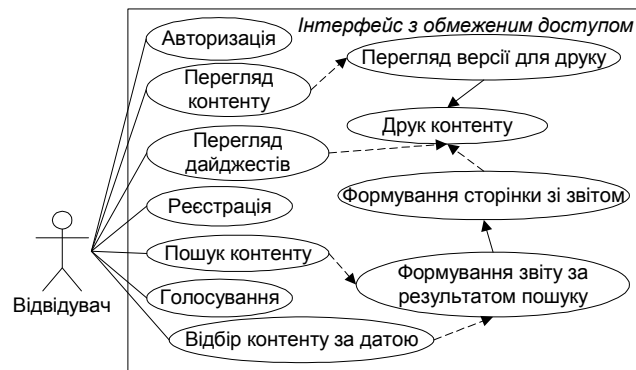 Інтерфейс з обмеженим доступом
Авторизація
Перегляд версії для друку
Перегляд
контенту
Друк контенту
Перегляд
дайджестів
Формування сторінки зі звітом
Реєстрація
Пошук контенту
Формування звіту за
результатом пошуку
Відвідувач
Голосування
Відбір контенту за датою